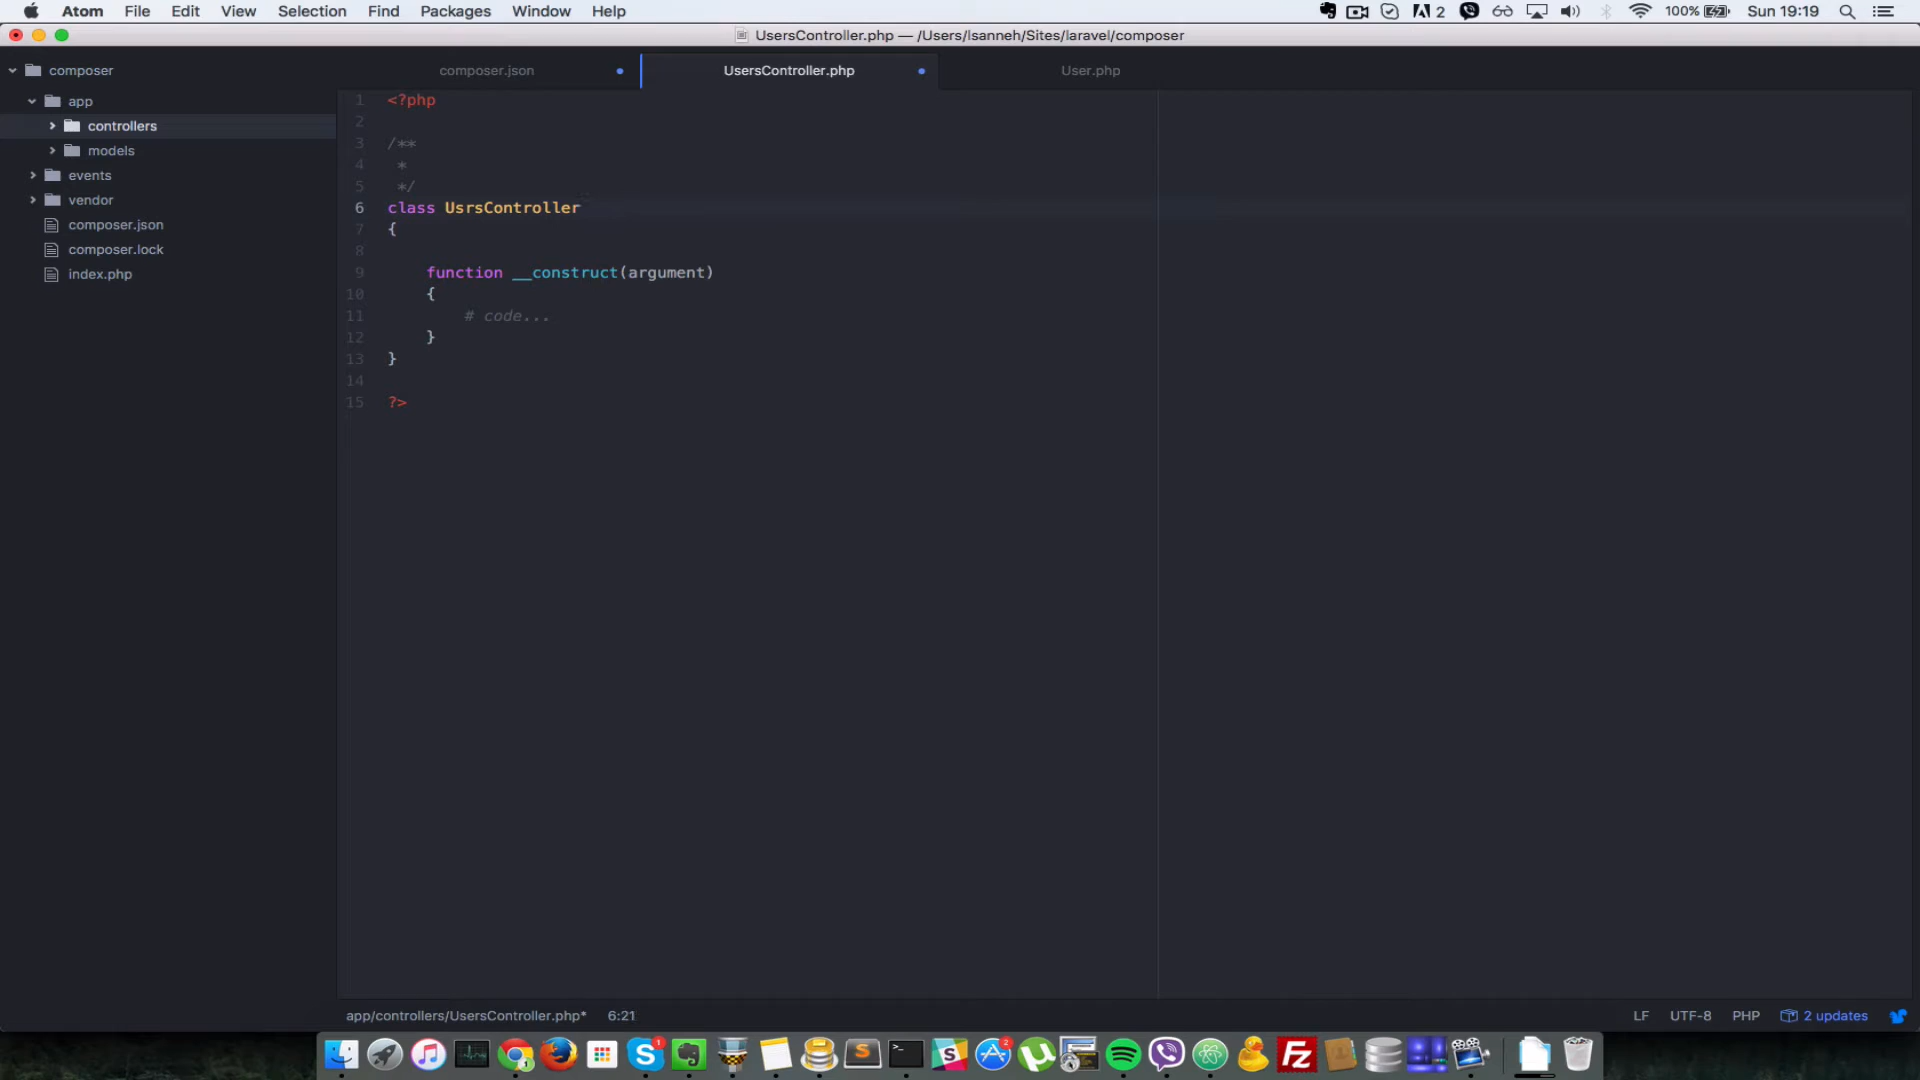 Atom File Edit View Selection Find Packages Window Help 2 100% Sun 19:19
UsersController.php — /Users/lsanneh/Sites/laravel/composer
composer
app
controllers
models
events
vendor
composer.json
composer.lock
index.php
composer.json UsersController.php User.php
1 <?php
2
3 /**
4 *
5 */
6 class UsrsController
7 {
8
9 function __construct(argument)
10 {
11 # code...
12 }
13 }
14
15 ?>
app/controllers/UsersController.php* 6:21 LF UTF-8 PHP 2 updates
1 2